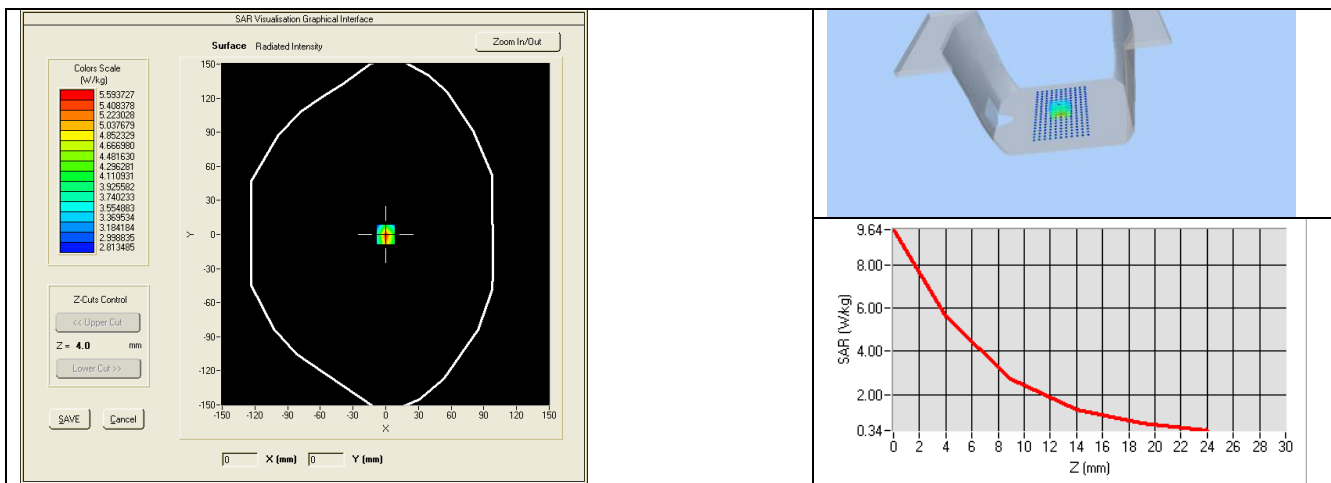 SAR Visualisation Graphical Interface
Surface Radiated Intensity
Zoom In/Out
Colors Scale
(W/kg)
5.593727
5.408378
5.223028
5.037679
4.852329
4.666980
4.481630
4.296281
4.110931
3.925582
3.740233
3.554883
3.369534
3.184184
2.998835
2.813485
Z-Cuts Control
<< Upper Cut
Z = 4.0 mm
Lower Cut >>
SAVE Cancel
150
120
90
60
30
0
-30
-60
-90
-120
-150
Y
-150 -120 -90 -60 -30 0 30 60 90 120 150
X
0 X (mm) 0 Y (mm)
9.64
8.00
6.00
4.00
2.00
0.34
SAR (W/kg)
0 2 4 6 8 10 12 14 16 18 20 22 24 26 28 30
Z (mm)